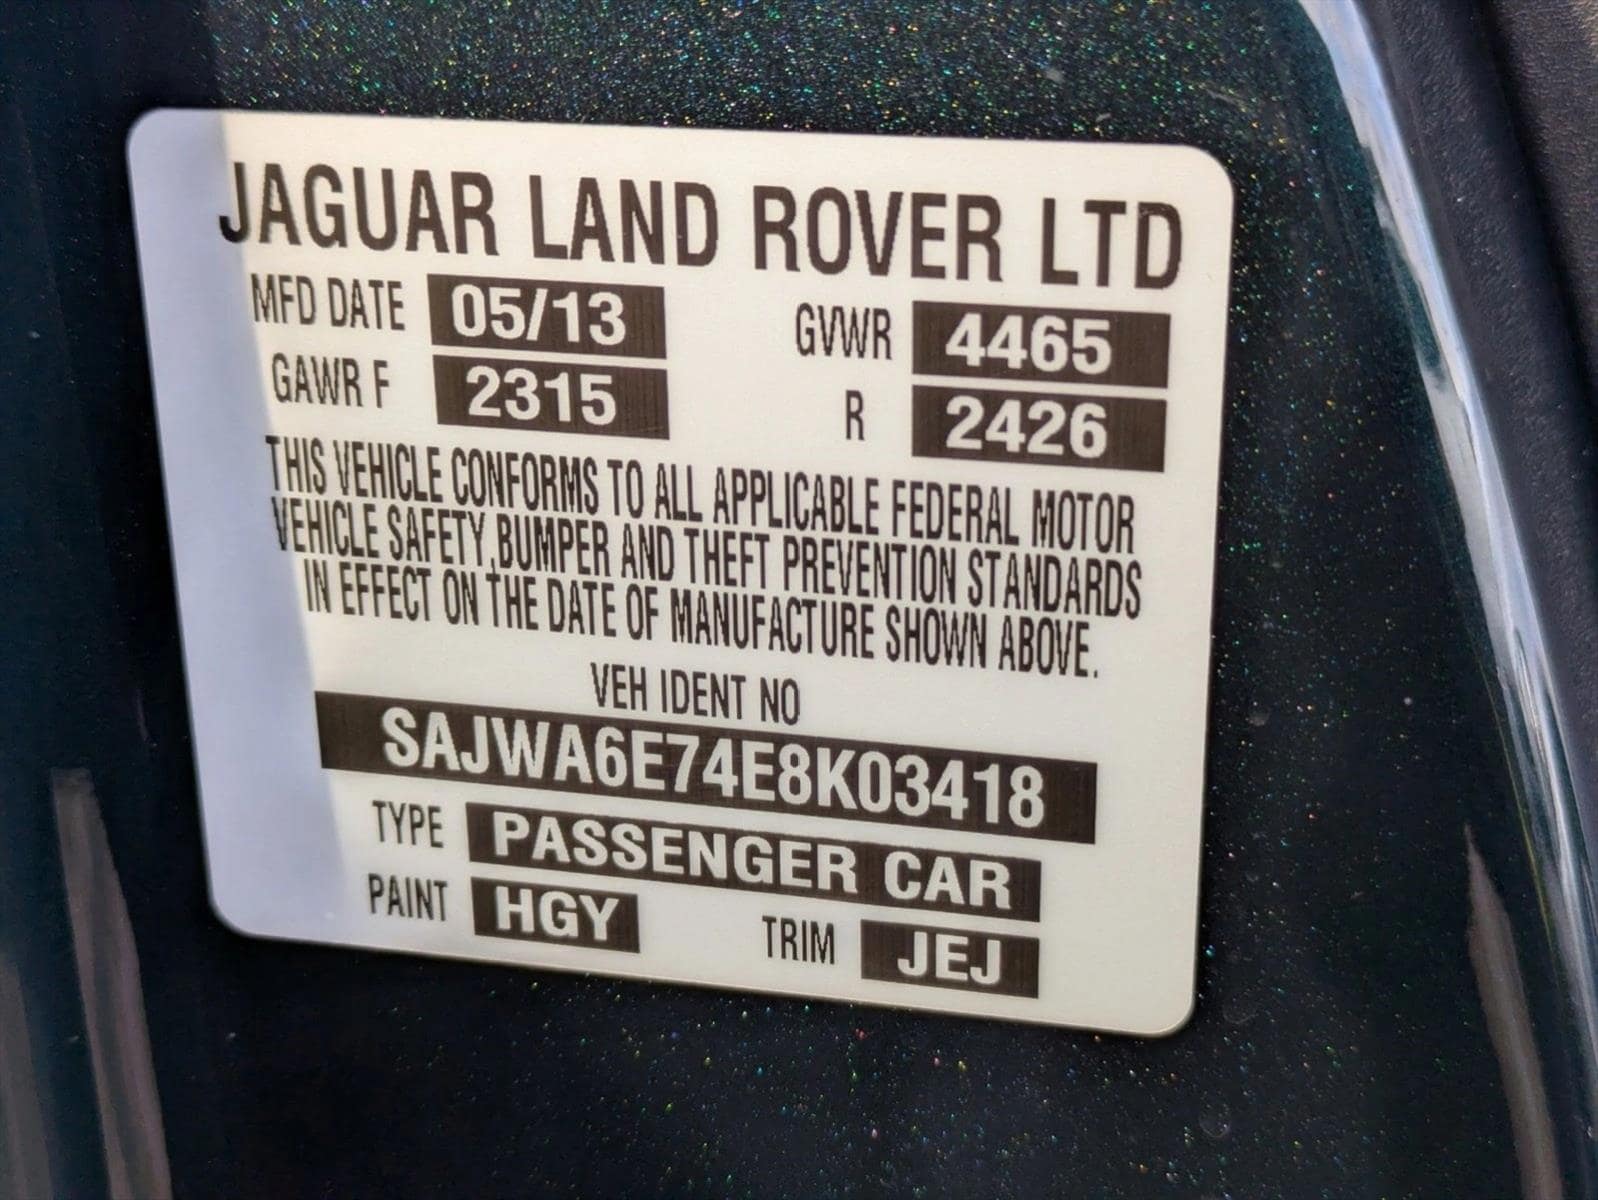 JAGUAR LAND ROVER LTD
MFD DATE 05/13 GVWR 4465
GAWR F 2315 R 2426
THIS VEHICLE CONFORMS TO ALL APPLICABLE FEDERAL MOTOR
VEHICLE SAFETY,BUMPER AND THEFT PREVENTION STANDARDS
IN EFFECT ON THE DATE OF MANUFACTURE SHOWN ABOVE.
VEH IDENT NO
SAJWA6E74E8K03418
TYPE PASSENGER CAR
PAINT HGY TRIM JEJ